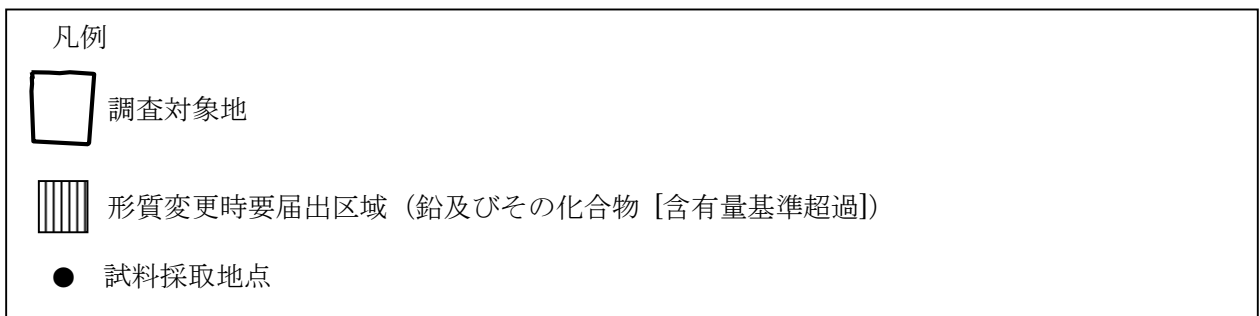 凡例
調査対象地
形質変更時要届出区域（鉛及びその化合物 [含有量基準超過]）
試料採取地点